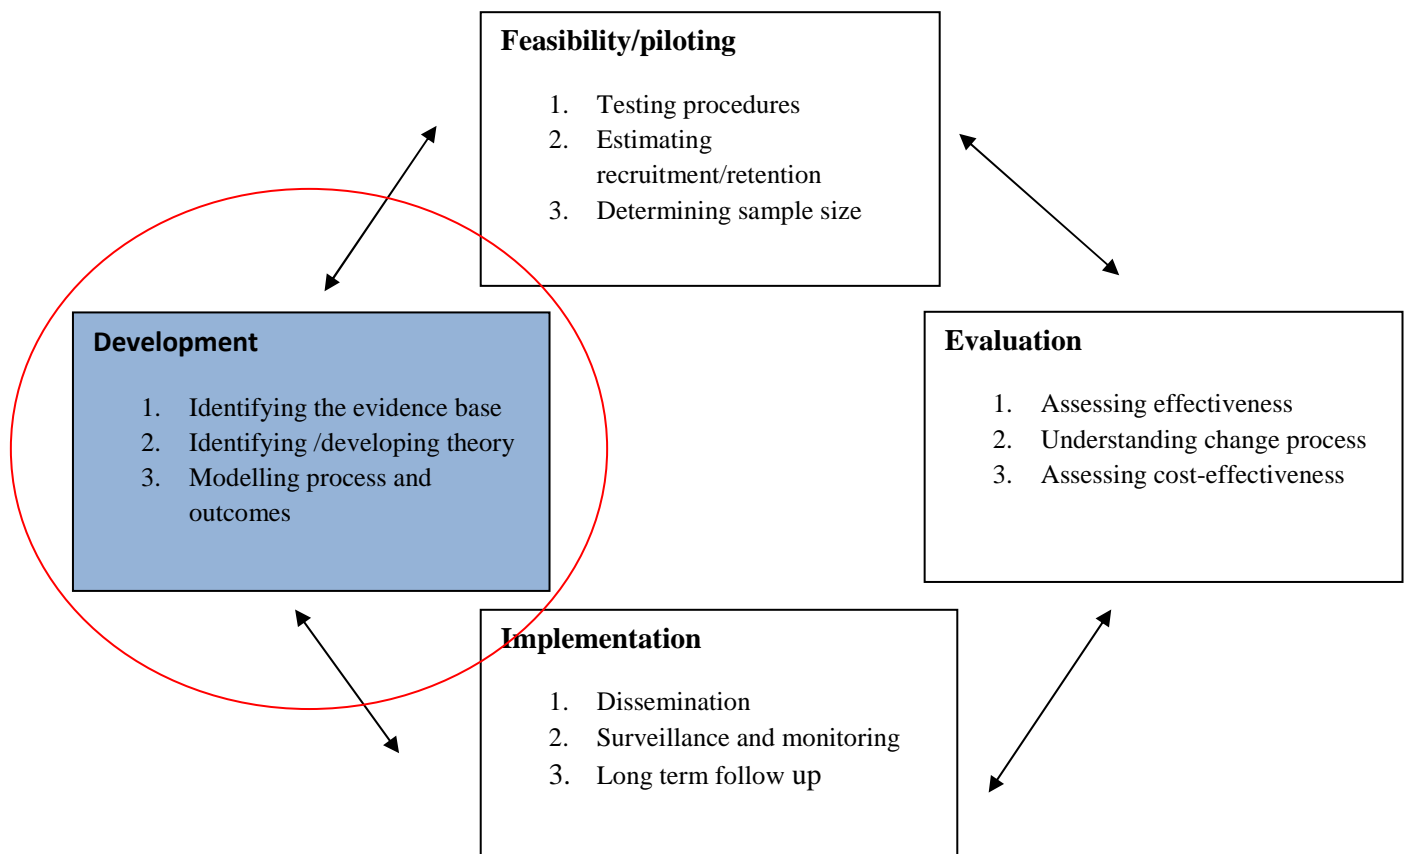 Feasibility/piloting
1. Testing procedures
2. Estimating
recruitment/retention
3. Determining sample size
Development
1. Identifying the evidence base
2. Identifying /developing theory
3. Modelling process and
outcomes
Evaluation
1. Assessing effectiveness
2. Understanding change process
3. Assessing cost-effectiveness
Implementation
1. Dissemination
2. Surveillance and monitoring
3. Long term follow up